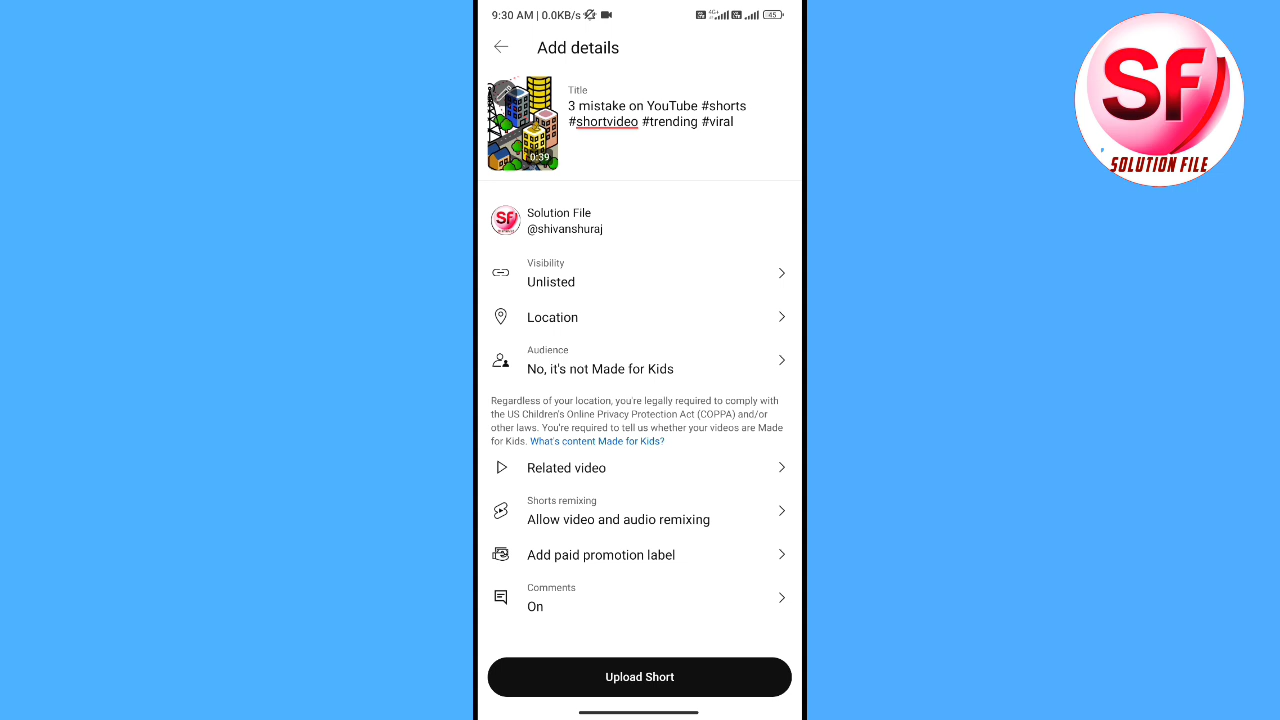 9:30 AM | 0.0KB/s
4G+
45
Add details
Title
3 mistake on YouTube #shorts
#shortvideo #trending #viral
0:39
SF
Solution File
@shivanshuraj
Visibility
Unlisted
Location
Audience
No, it's not Made for Kids
Regardless of your location, you're legally required to comply with
the US Children's Online Privacy Protection Act (COPPA) and/or
other laws. You're required to tell us whether your videos are Made
for Kids. What's content Made for Kids?
Related video
Shorts remixing
Allow video and audio remixing
Add paid promotion label
Comments
On
Upload Short
SF
SOLUTION FILE